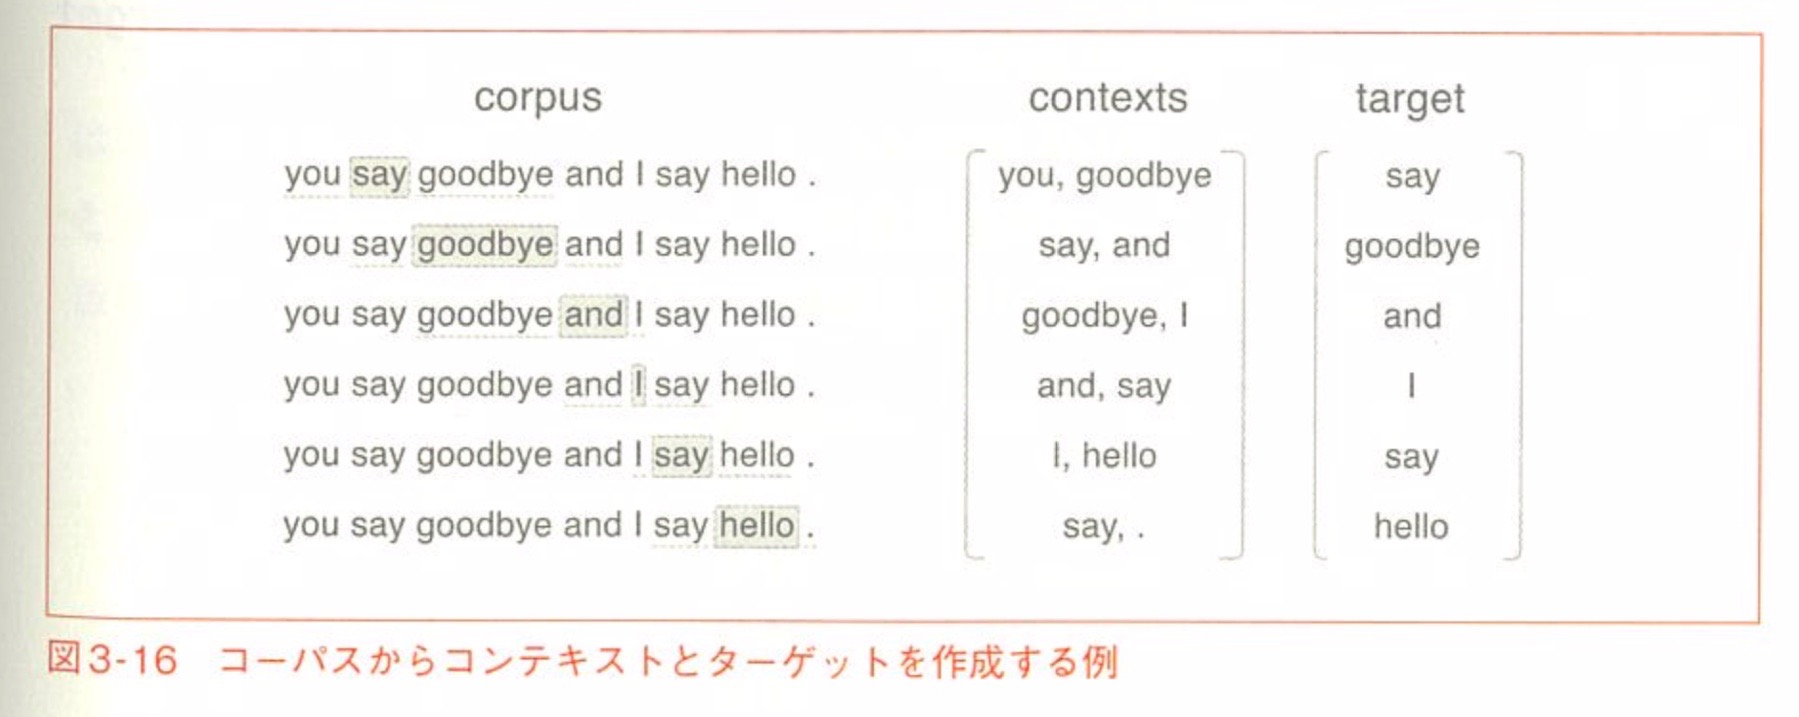 corpus contexts target
you say goodbye and I say hello . you, goodbye say
you say goodbye and I say hello . say, and goodbye
you say goodbye and I say hello . goodbye, I and
you say goodbye and I say hello . and, say I
you say goodbye and I say hello . I, hello say
you say goodbye and I say hello . say, . hello
図3-16 コーパスからコンテキストとターゲットを作成する例